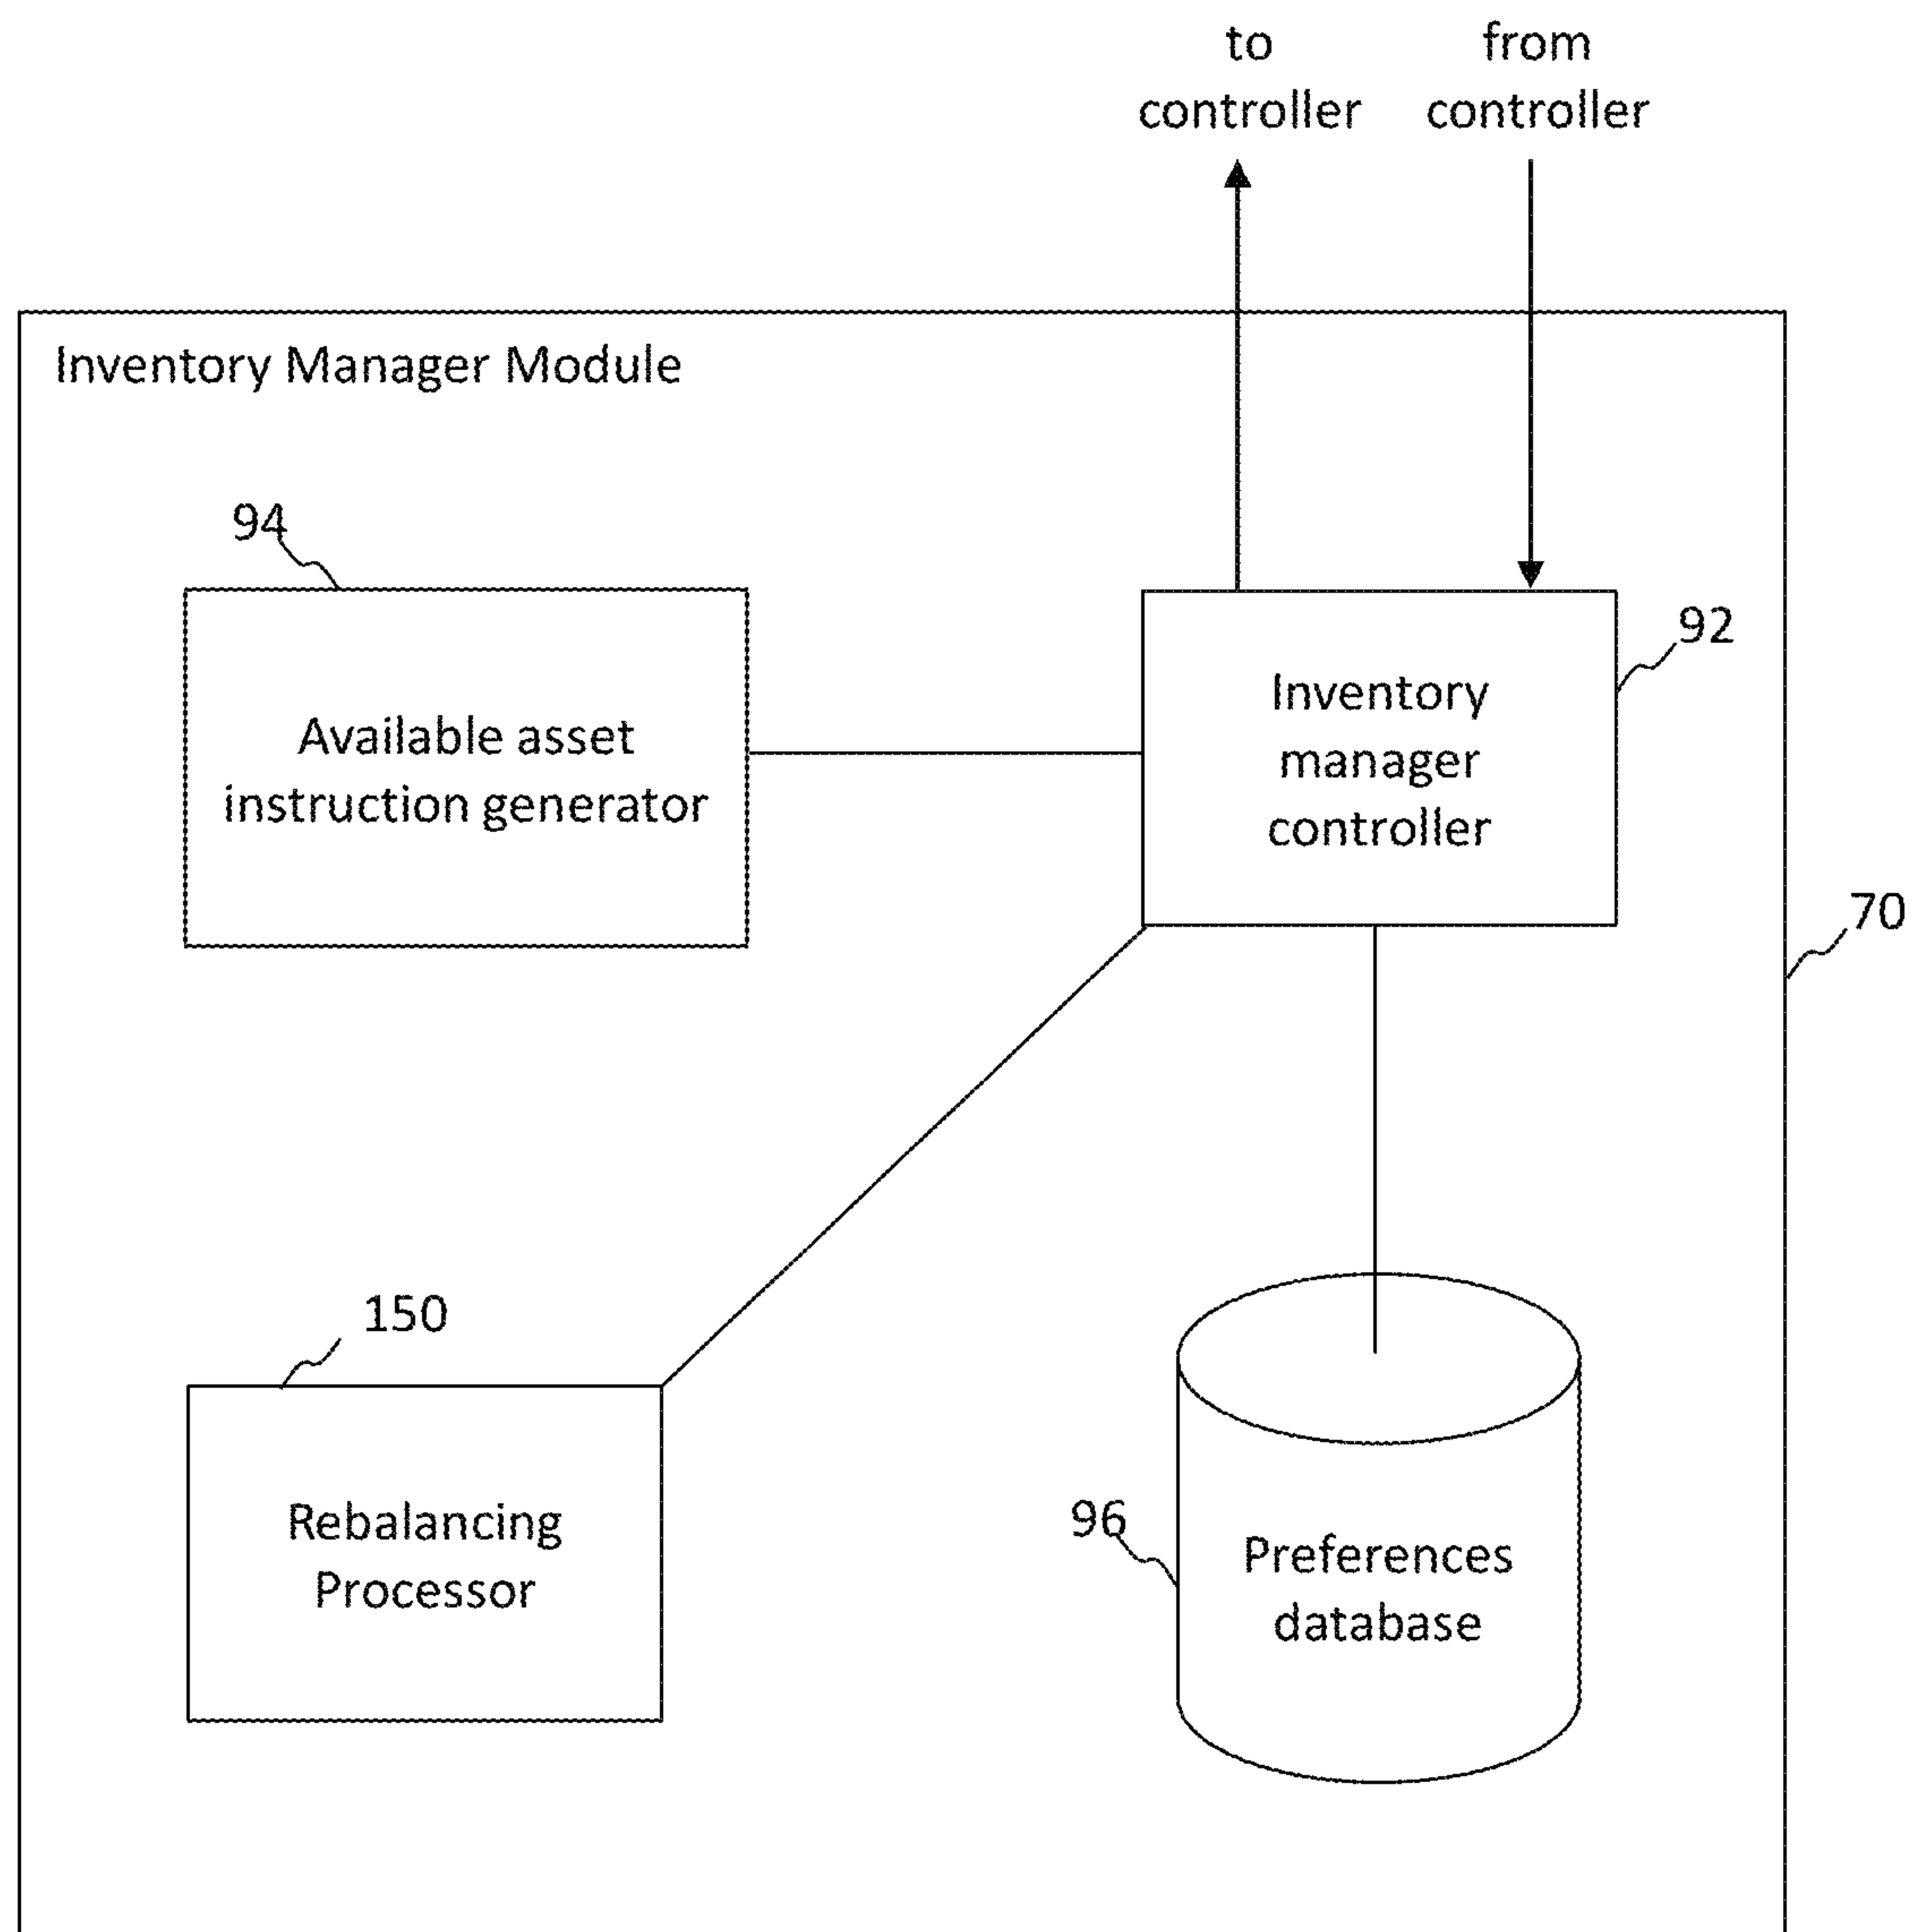 to
controller
from
controller
Inventory Manager Module
94
Available asset
instruction generator
92
Inventory
manager
controller
70
150
Rebalancing
Processor
96
Preferences
database